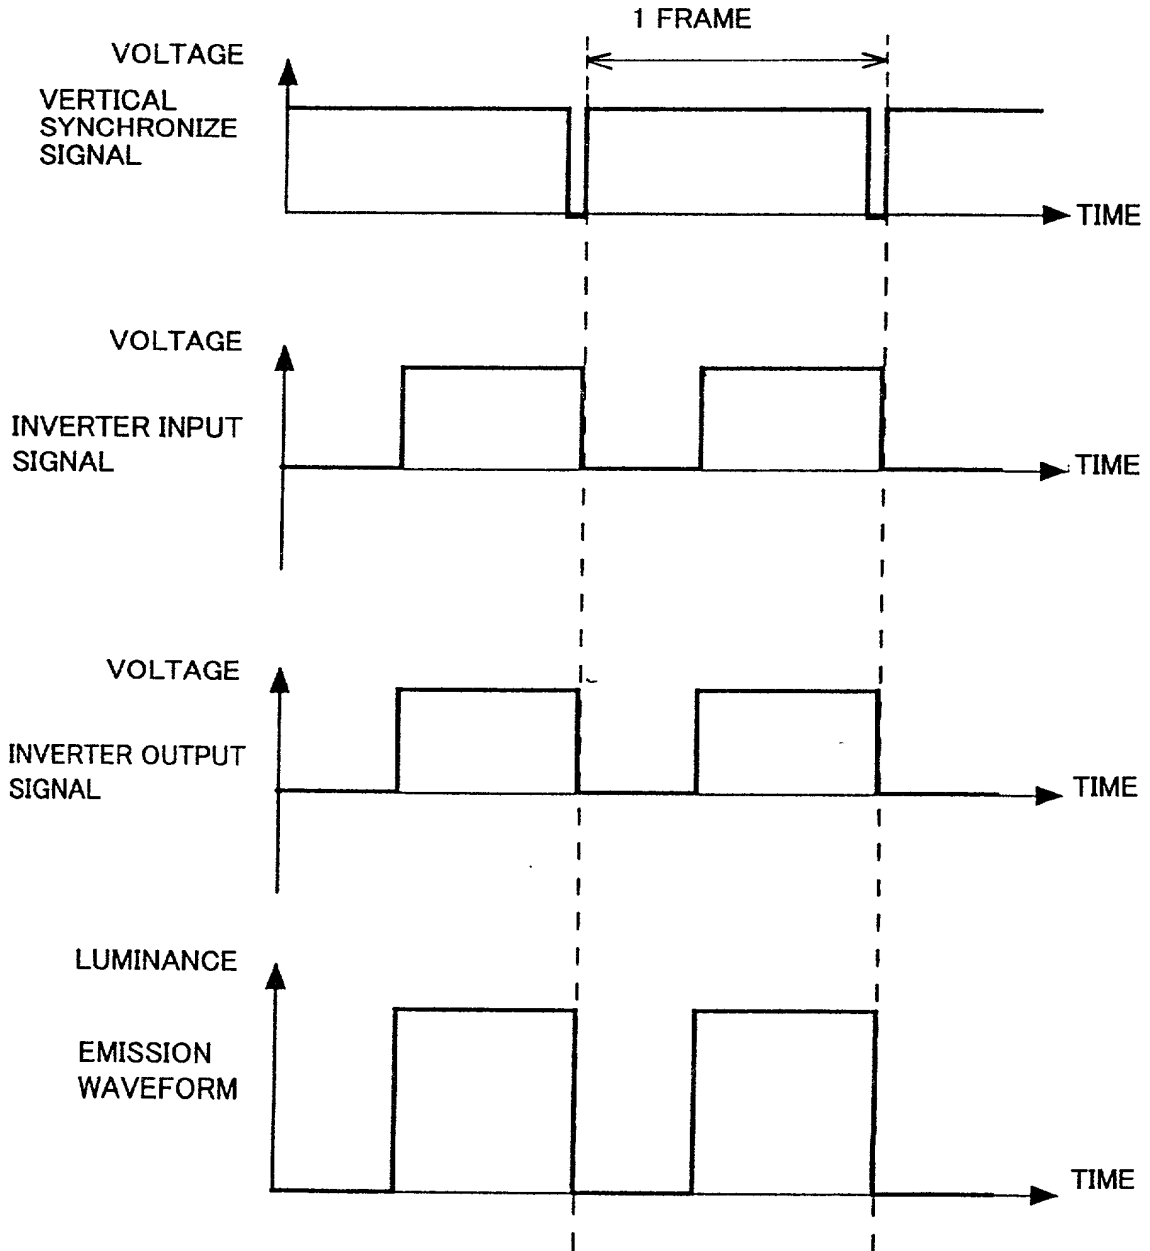 1 FRAME
VOLTAGE
VERTICAL
SYNCHRONIZE
SIGNAL
TIME
VOLTAGE
INVERTER INPUT
SIGNAL
TIME
VOLTAGE
INVERTER OUTPUT
SIGNAL
TIME
LUMINANCE
EMISSION
WAVEFORM
TIME